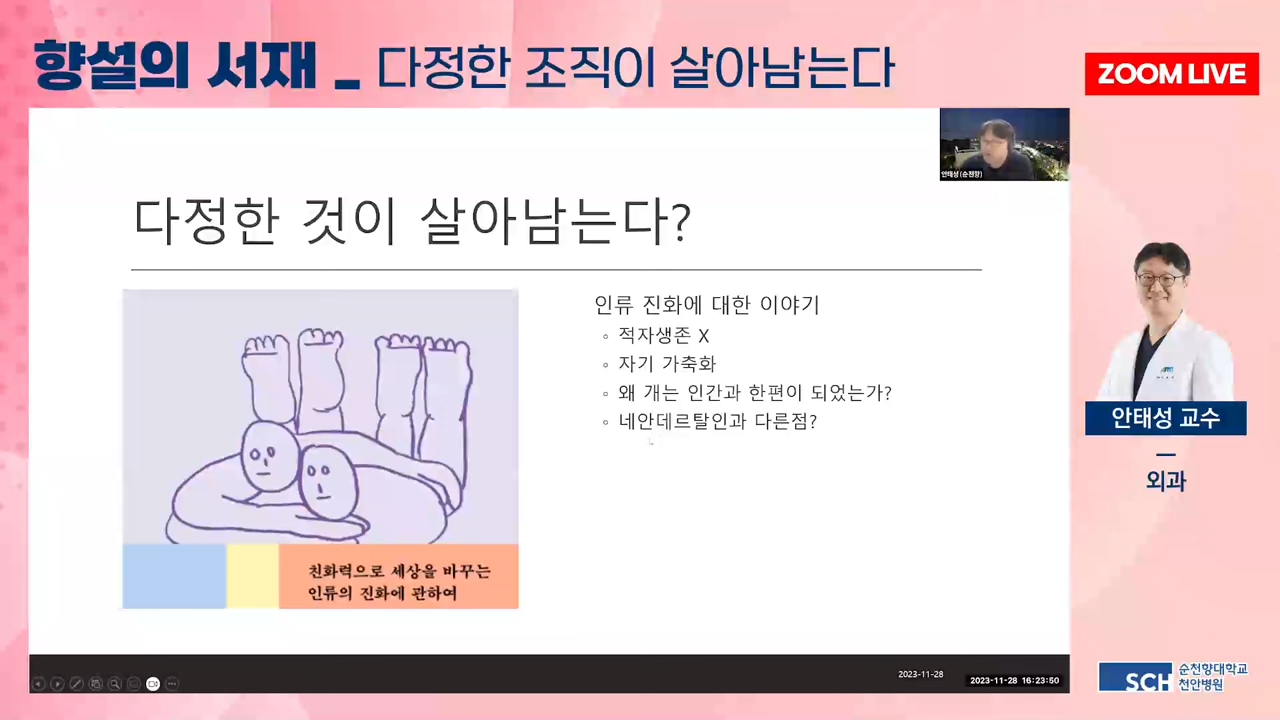 향설의 서재 _ 다정한 조직이 살아남는다
ZOOM LIVE
안태성 (순천향)
다정한 것이 살아남는다?
인류 진화에 대한 이야기
◦ 적자생존 X
◦ 자기 가축화
◦ 왜 개는 인간과 한편이 되었는가?
◦ 네안데르탈인과 다른점?
친화력으로 세상을 바꾸는
인류의 진화에 관하여
안태성 교수
외과
2023-11-28
2023-11-28 16:23:50
SCH 순천향대학교
천안병원